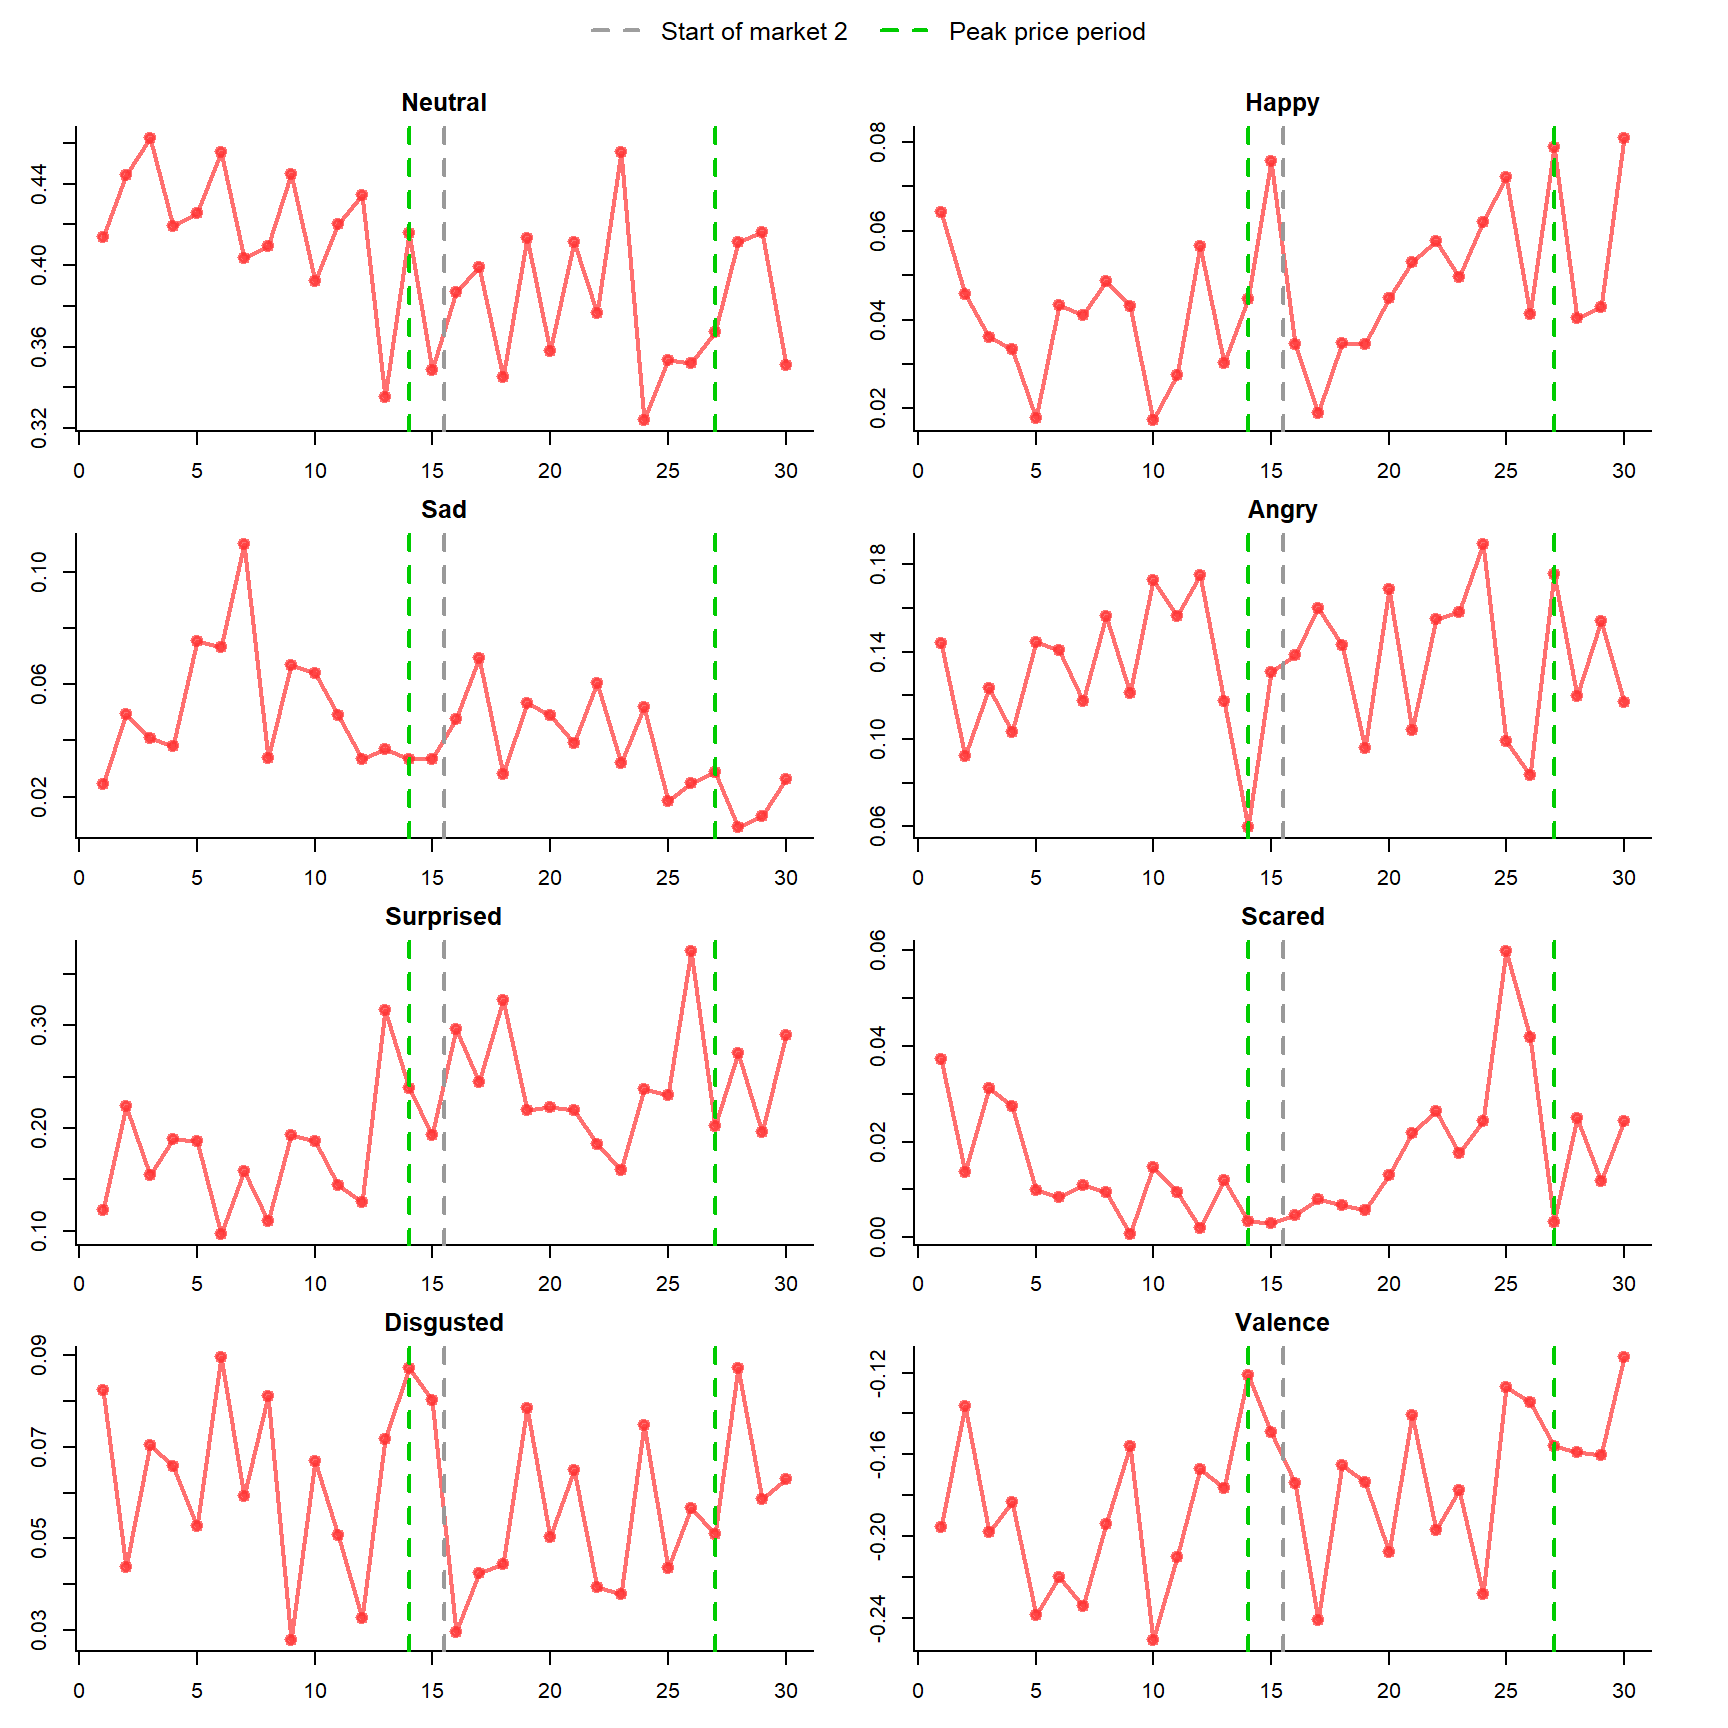 Start of market 2 Peak price period
Neutral
0.32 0.36 0.40 0.44
0 5 10 15 20 25 30
Happy
0.02 0.04 0.06 0.08
0 5 10 15 20 25 30
Sad
0.02 0.06 0.10
0 5 10 15 20 25 30
Angry
0.06 0.10 0.14 0.18
0 5 10 15 20 25 30
Surprised
0.10 0.20 0.30
0 5 10 15 20 25 30
Scared
0.00 0.02 0.04 0.06
0 5 10 15 20 25 30
Disgusted
0.03 0.05 0.07 0.09
0 5 10 15 20 25 30
Valence
-0.24 -0.20 -0.16 -0.12
0 5 10 15 20 25 30